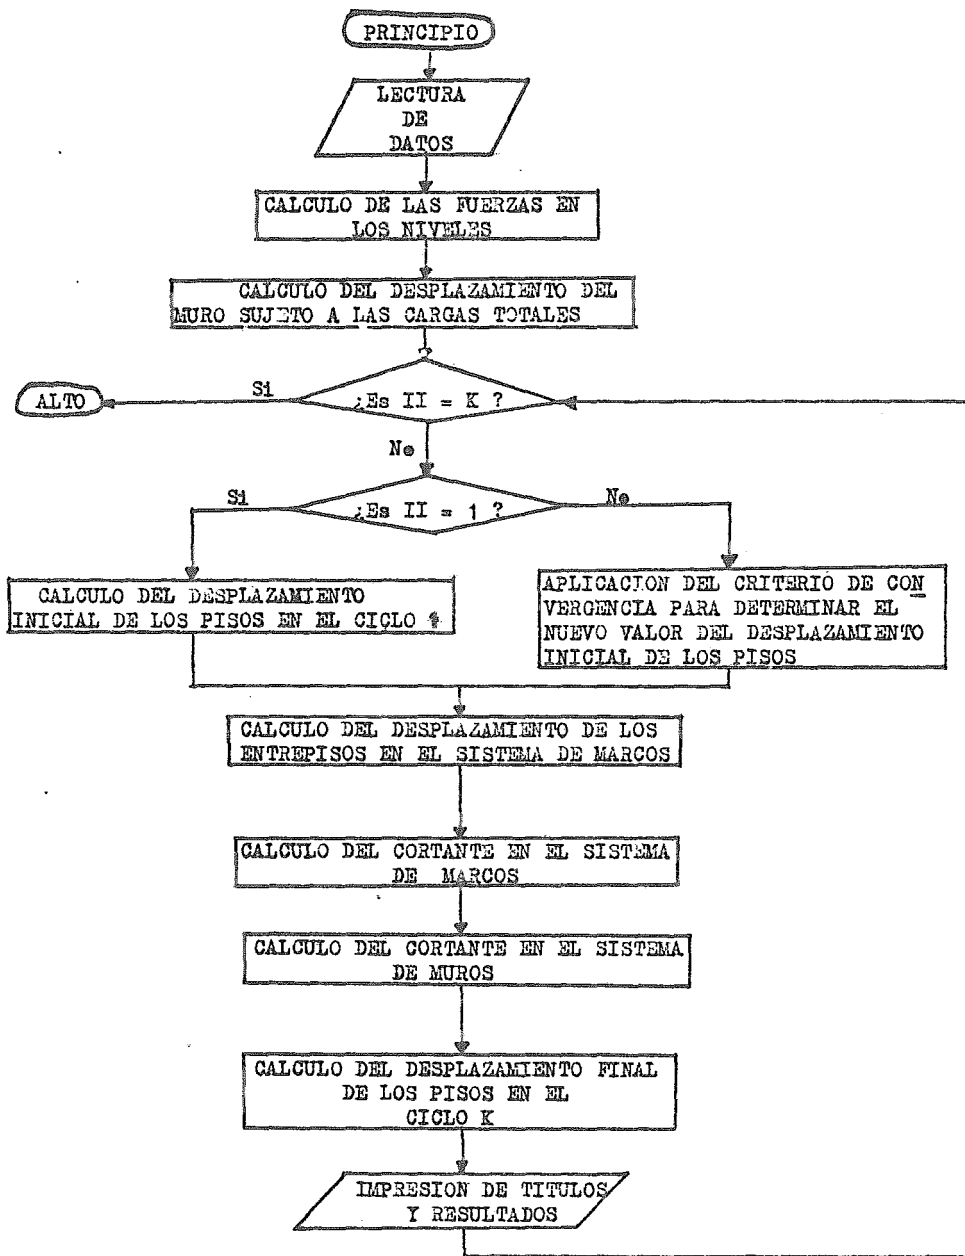 PRINCIPIO
LECTURA
DE
DATOS
CALCULO DE LAS FUERZAS EN
LOS NIVELES
CALCULO DEL DESPLAZAMIENTO DEL
MURO SUJETO A LAS CARGAS TOTALES
Si
ALTO
¿Es II = K ?
No
Si
¿Es II = 1 ?
No
CALCULO DEL DESPLAZAMIENTO
INICIAL DE LOS PISOS EN EL CICLO
APLICACION DEL CRITERIO DE CON
VERGENCIA PARA DETERMINAR EL
NUEVO VALOR DEL DESPLAZAMIENTO
INICIAL DE LOS PISOS
CALCULO DEL DESPLAZAMIENTO DE LOS
ENTREPISOS EN EL SISTEMA DE MARCOS
CALCULO DEL CORTANTE EN EL SISTEMA
DE MARCOS
CALCULO DEL CORTANTE EN EL SISTEMA
DE MUROS
CALCULO DEL DESPLAZAMIENTO FINAL
DE LOS PISOS EN EL
CICLO K
IMPRESION DE TITULOS
Y RESULTADOS